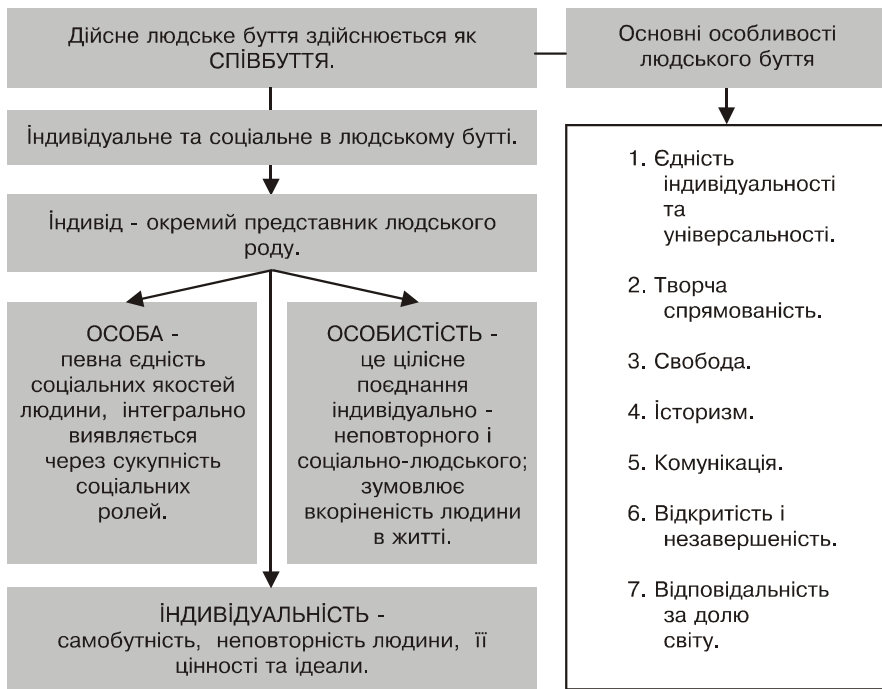 Дійсне людське буття здійснюється як
СПІВБУТТЯ.
Індивідуальне та соціальне в людському бутті.
Індивід - окремий представник людського
роду.
ОСОБА -
певна єдність
соціальних якостей
людини, інтегрально
виявляється
через сукупність
соціальних
ролей.
ОСОБИСТІСТЬ -
це цілісне
поєднання
індивідуально -
неповторного і
соціально-людського;
зумовлює
вкоріненість людини
в житті.
ІНДИВІДУАЛЬНІСТЬ -
самобутність, неповторність людини, її
цінності та ідеали.
Основні особливості
людського буття
1. Єдність
індивідуальності
та
універсальності.
2. Творча
спрямованість.
3. Свобода.
4. Історизм.
5. Комунікація.
6. Відкритість і
незавершеність.
7. Відповідальність
за долю
світу.